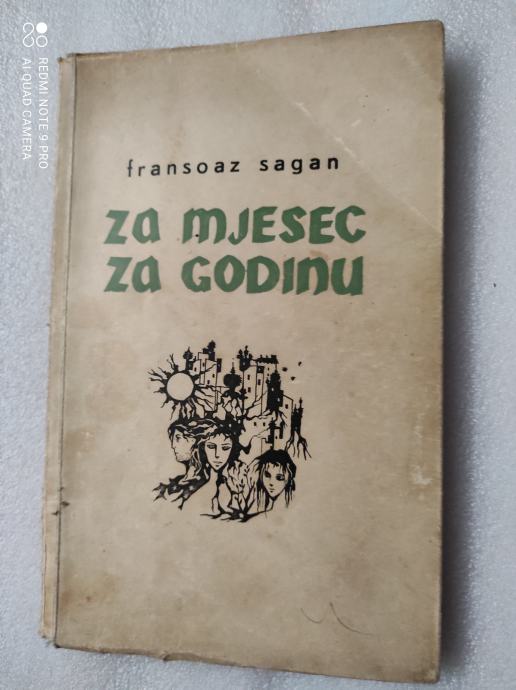 fransoaz sagan
za mjesec
za godinu
REDMI NOTE 9 PRO
AI QUAD CAMERA